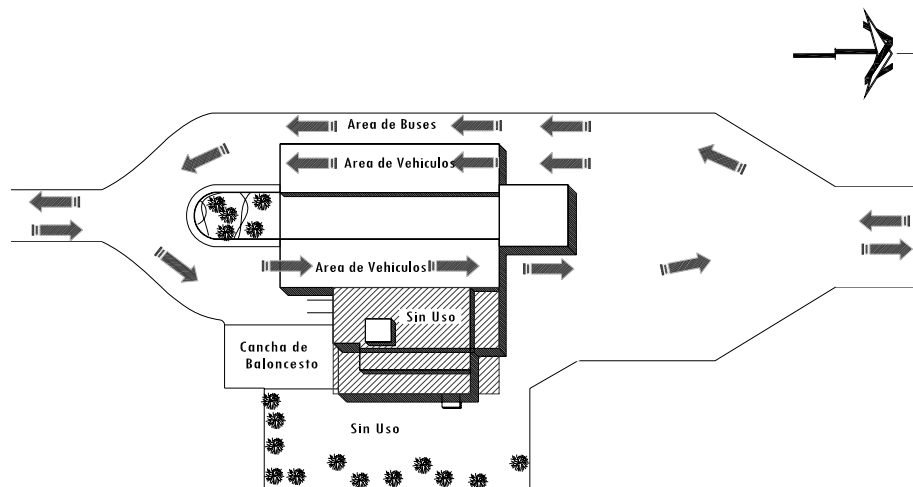 Area de Buses
Area de Vehiculos
Area de Vehiculos
Sin Uso
Cancha de
Baloncesto
Sin Uso